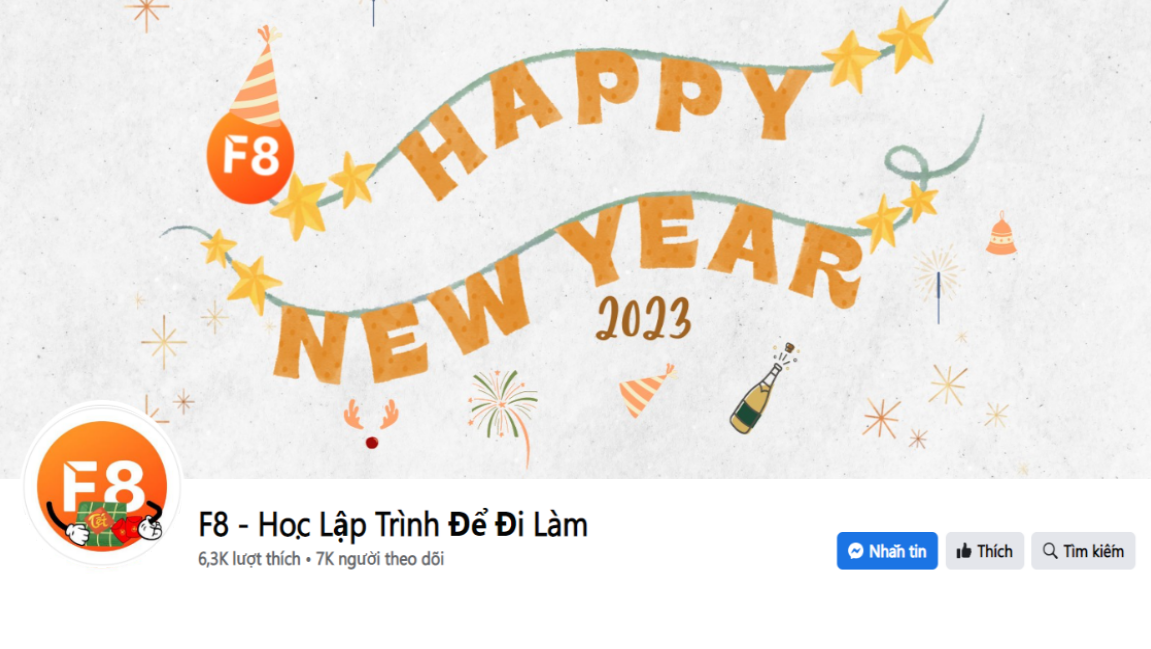 F8
HAPPY
NEW YEAR
2023
F8
Tết
F8 - Học Lập Trình Để Đi Làm
6,3K lượt thích • 7K người theo dõi
Nhắn tin
Thích
Tìm kiếm